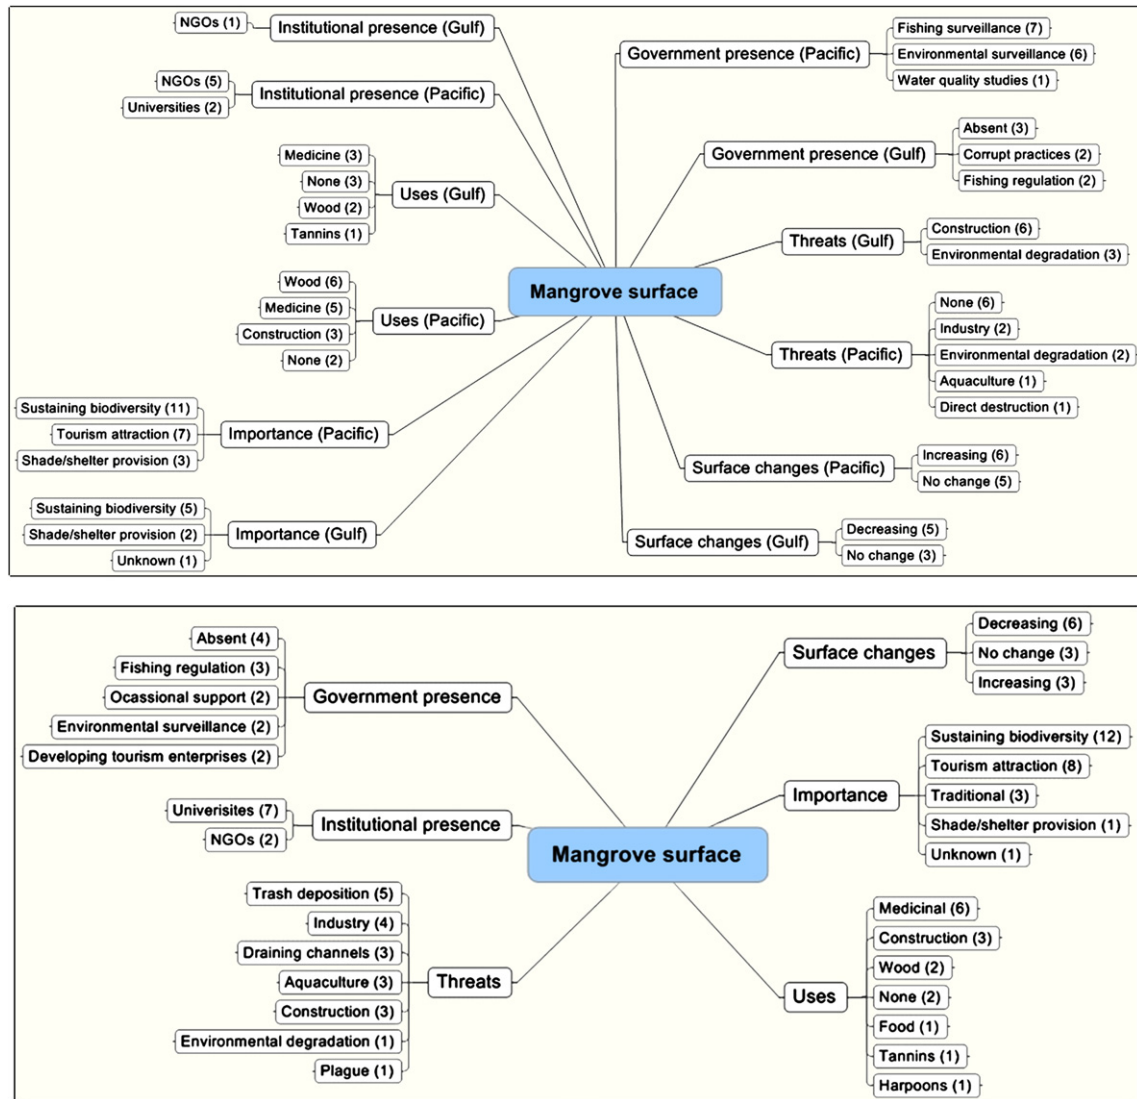 NGOs (1)
Institutional presence (Gulf)
NGOs (5)
Universities (2)
Institutional presence (Pacific)
Medicine (3)
None (3)
Wood (2)
Tannins (1)
Uses (Gulf)
Wood (6)
Medicine (5)
Construction (3)
None (2)
Uses (Pacific)
Sustaining biodiversity (11)
Tourism attraction (7)
Shade/shelter provision (3)
Importance (Pacific)
Sustaining biodiversity (5)
Shade/shelter provision (2)
Unknown (1)
Importance (Gulf)
Mangrove surface
Government presence (Pacific)
Fishing surveillance (7)
Environmental surveillance (6)
Water quality studies (1)
Government presence (Gulf)
Absent (3)
Corrupt practices (2)
Fishing regulation (2)
Threats (Gulf)
Construction (6)
Environmental degradation (3)
Threats (Pacific)
None (6)
Industry (2)
Environmental degradation (2)
Aquaculture (1)
Direct destruction (1)
Surface changes (Pacific)
Increasing (6)
No change (5)
Surface changes (Gulf)
Decreasing (5)
No change (3)
Absent (4)
Fishing regulation (3)
Ocassional support (2)
Environmental surveillance (2)
Developing tourism enterprises (2)
Government presence
Univerisites (7)
NGOs (2)
Institutional presence
Trash deposition (5)
Industry (4)
Draining channels (3)
Aquaculture (3)
Construction (3)
Environmental degradation (1)
Plague (1)
Threats
Mangrove surface
Surface changes
Decreasing (6)
No change (3)
Increasing (3)
Importance
Sustaining biodiversity (12)
Tourism attraction (8)
Traditional (3)
Shade/shelter provision (1)
Unknown (1)
Uses
Medicinal (6)
Construction (3)
Wood (2)
None (2)
Food (1)
Tannins (1)
Harpoons (1)